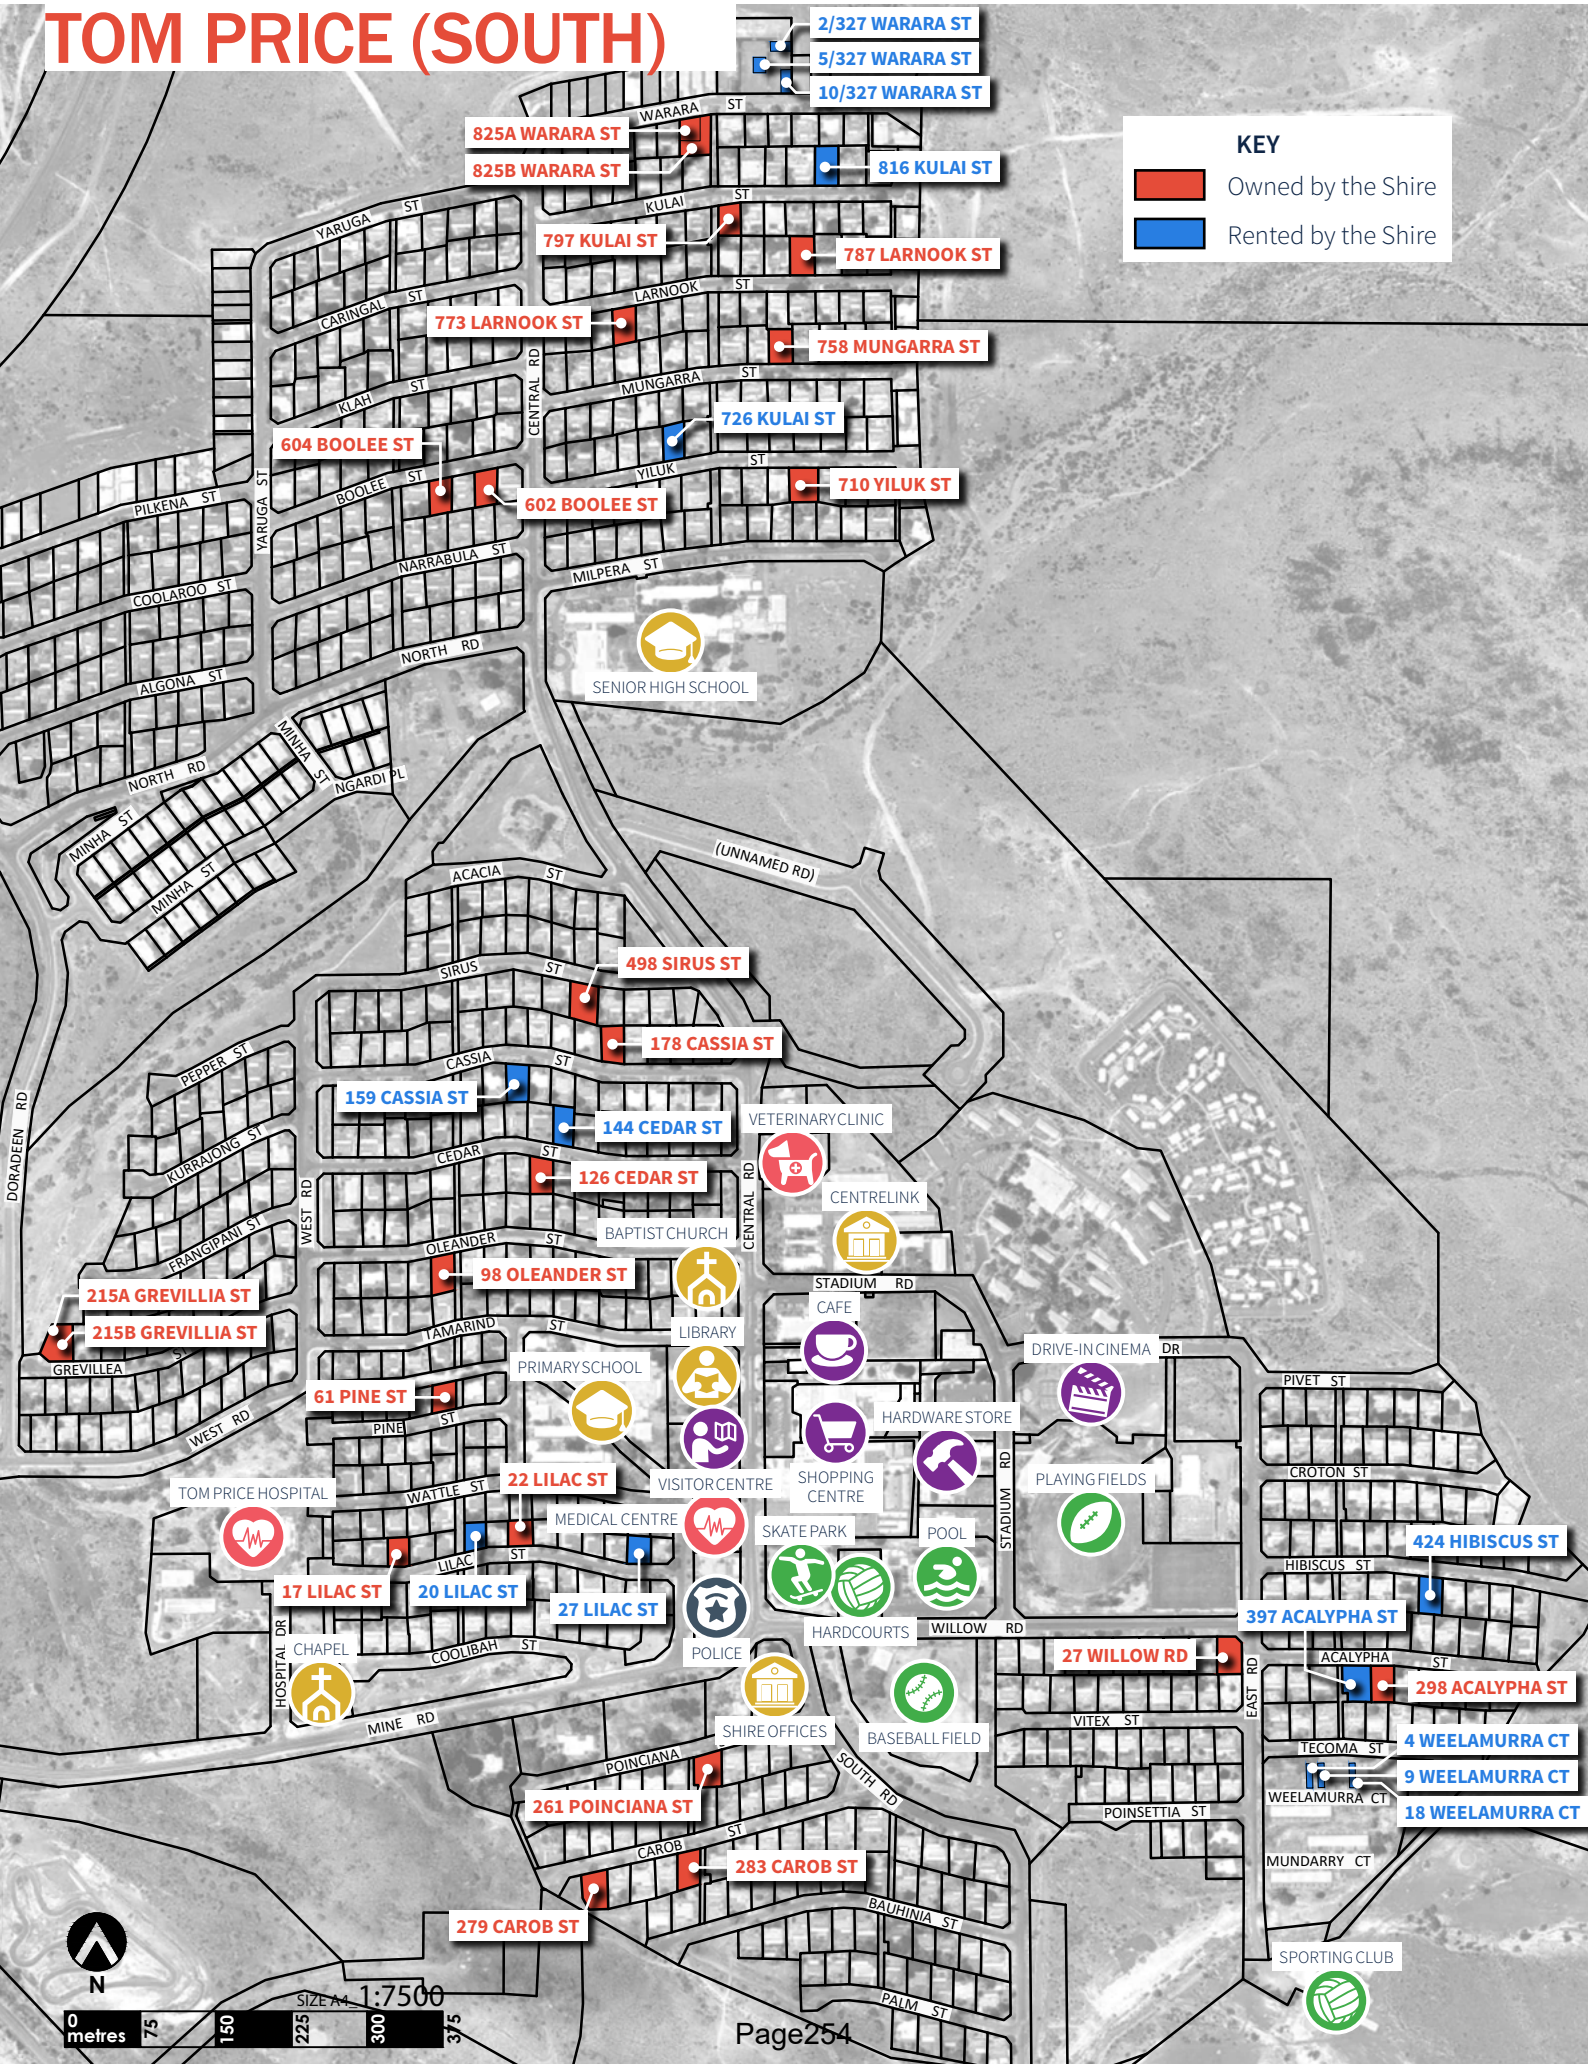 TOM PRICE (SOUTH)
2/327 WARARA ST
5/327 WARARA ST
10/327 WARARA ST
WARARA ST
825A WARARA ST
825B WARARA ST
816 KULAI ST
KEY
Owned by the Shire
Rented by the Shire
YARUGA ST
KULAI ST
797 KULAI ST
787 LARNOOK ST
CARINGAL ST
LARNOOK ST
773 LARNOOK ST
758 MUNGARRA ST
CENTRAL RD
KLAH ST
MUNGARRA ST
726 KULAI ST
604 BOOLEE ST
YILUK ST
BOOLEE ST
710 YILUK ST
602 BOOLEE ST
PILKENA ST
YARUGA ST
NARRABULA ST
MILPERA ST
COOLAROO ST
NORTH RD
SENIOR HIGH SCHOOL
ALGONA ST
MINHA ST
NORTH RD
NGARDI PL
MINHA ST
MINHA ST
(UNNAMED RD)
ACACIA ST
SIRUS ST
498 SIRUS ST
178 CASSIA ST
PEPPER ST
CASSIA ST
159 CASSIA ST
144 CEDAR ST
VETERINARY CLINIC
DORADEEN RD
KURRAJONG ST
CEDAR ST
126 CEDAR ST
WEST RD
CENTRAL RD
CENTRELINK
FRANGIPANI ST
OLEANDER ST
BAPTIST CHURCH
98 OLEANDER ST
STADIUM RD
215A GREVILLIA ST
215B GREVILLIA ST
CAFE
TAMARIND ST
LIBRARY
DRIVE-IN CINEMA
DR
GREVILLEA ST
PRIMARY SCHOOL
PIVET ST
61 PINE ST
HARDWARE STORE
WEST RD
PINE ST
CROTON ST
22 LILAC ST
VISITOR CENTRE
SHOPPING
CENTRE
PLAYING FIELDS
TOM PRICE HOSPITAL
WATTLE ST
MEDICAL CENTRE
SKATE PARK
POOL
STADIUM RD
424 HIBISCUS ST
LILAC ST
HIBISCUS ST
17 LILAC ST
20 LILAC ST
27 LILAC ST
397 ACALYPHA ST
HARDCOURTS
WILLOW RD
HOSPITAL DR
CHAPEL
COOLIBAH ST
POLICE
27 WILLOW RD
ACALYPHA ST
EAST RD
298 ACALYPHA ST
MINE RD
SHIRE OFFICES
BASEBALL FIELD
VITEX ST
4 WEELAMURRA CT
TECOMA ST
POINCIANA
SOUTH RD
9 WEELAMURRA CT
WEELAMURRA CT
261 POINCIANA ST
POINSETTIA ST
18 WEELAMURRA CT
CAROB ST
283 CAROB ST
MUNDARRY CT
279 CAROB ST
BAUHINIA ST
SPORTING CLUB
N
SIZE A4 1:7500
PALM ST
0 75 150 225 300 375
metres
Page254